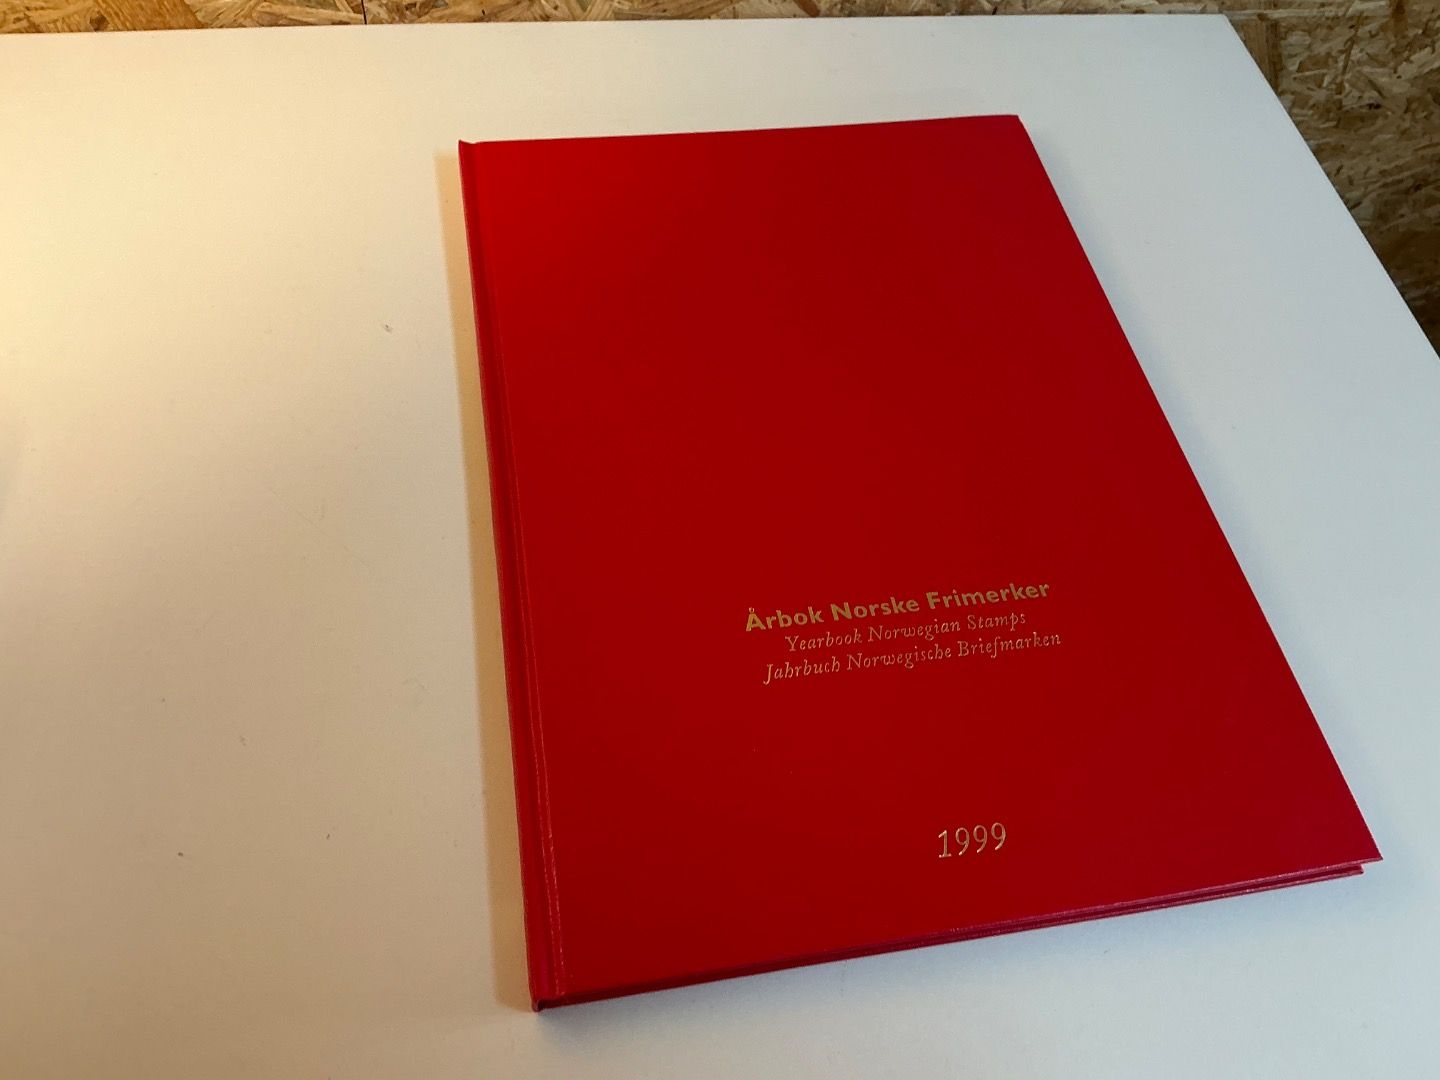 Årbok Norske Frimerker
Yearbook Norwegian Stamps
Jahrbuch Norwegische Briefmarken
1999